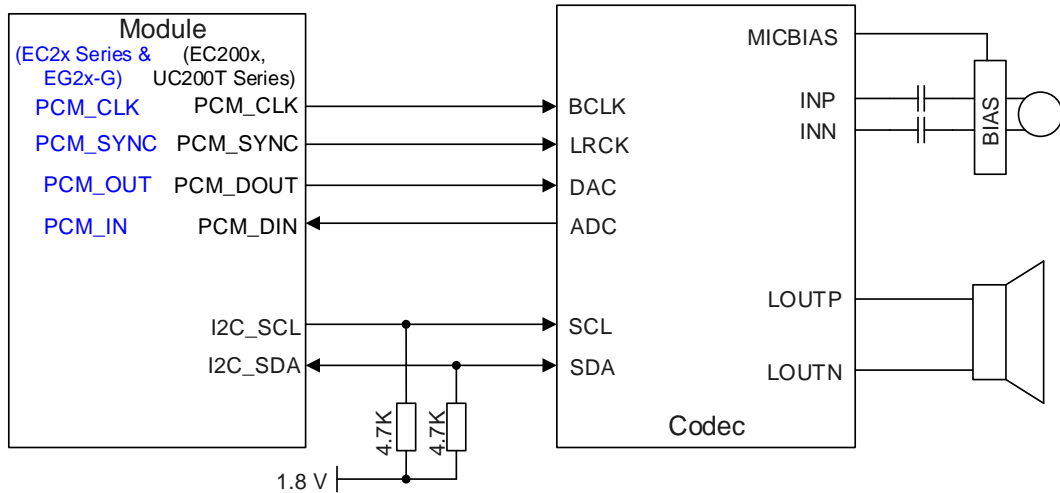 Module
(EC2x Series & EG2x-G)
(EC200x, UC200T Series)
PCM_CLK PCM_CLK
PCM_SYNC PCM_SYNC
PCM_OUT PCM_DOUT
PCM_IN PCM_DIN
I2C_SCL
I2C_SDA
4.7K
4.7K
1.8 V
BCLK
LRCK
DAC
ADC
SCL
SDA
MICBIAS
INP
INN
LOUTP
LOUTN
Codec
BIAS